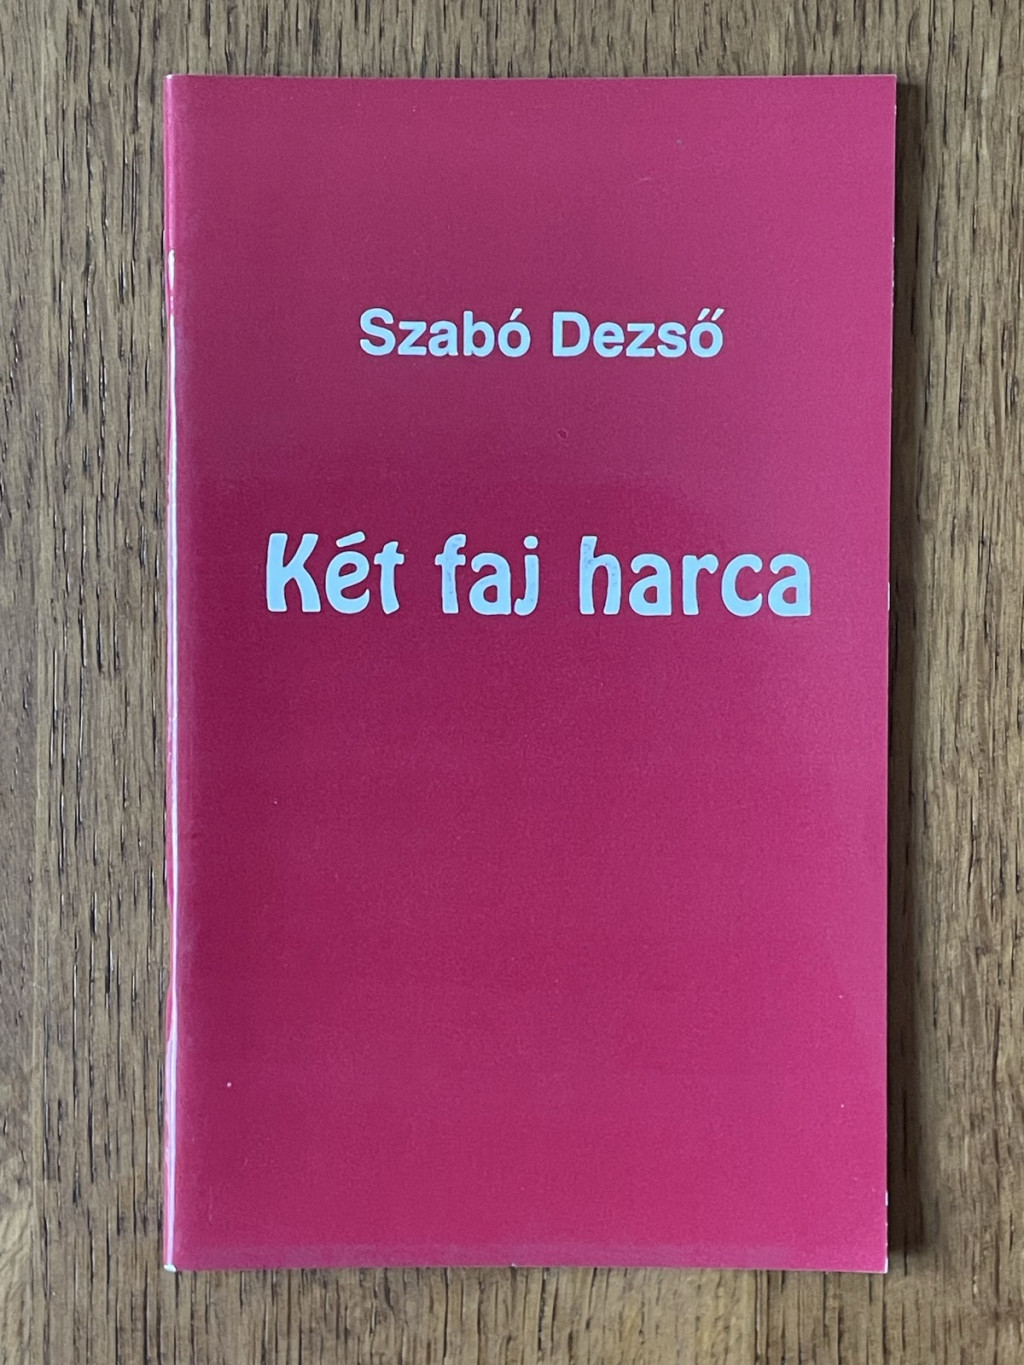 Szabó Dezső
Két faj harca